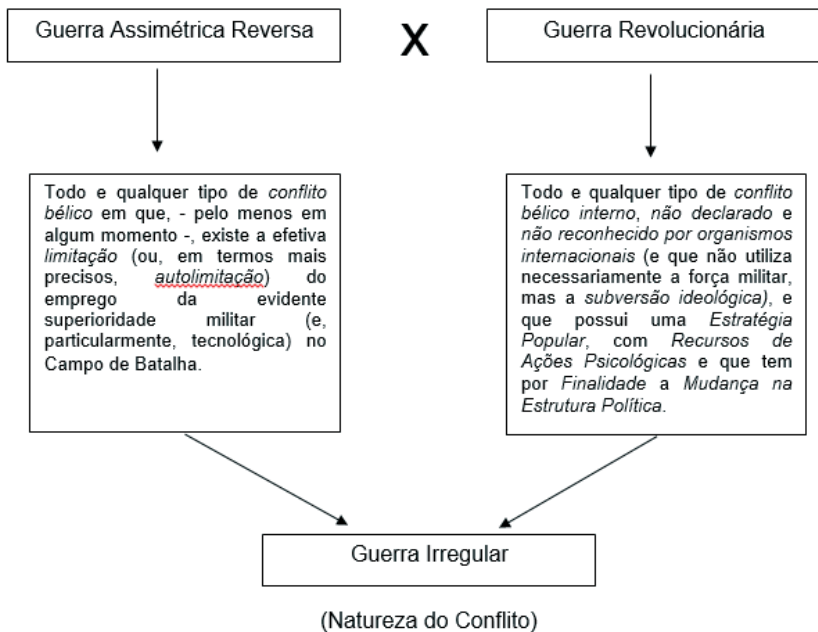 Guerra Assimétrica Reversa
X
Guerra Revolucionária
Todo e qualquer tipo de conflito
bélico em que, - pelo menos em
algum momento -, existe a efetiva
limitação (ou, em termos mais
precisos, autolimitação) do
emprego da evidente
superioridade militar (e,
particularmente, tecnológica) no
Campo de Batalha.
Todo e qualquer tipo de conflito
bélico interno, não declarado e
não reconhecido por organismos
internacionais (e que não utiliza
necessariamente a força militar,
mas a subversão ideológica), e
que possui uma Estratégia
Popular, com Recursos de
Ações Psicológicas e que tem
por Finalidade a Mudança na
Estrutura Política.
Guerra Irregular
(Natureza do Conflito)